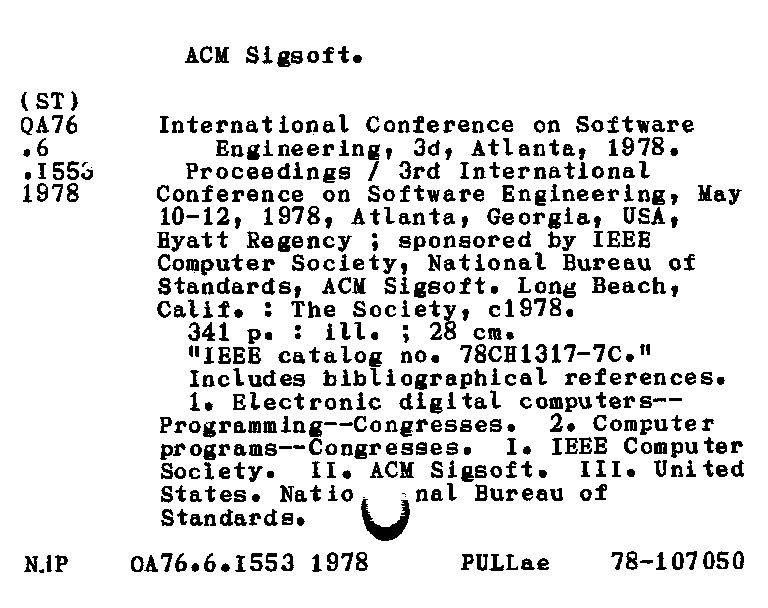 ACM Sigsoft.
(ST)
QA76 International Conference on Software
.6 Engineering, 3d, Atlanta, 1978.
.I553 Proceedings / 3rd International
1978 Conference on Software Engineering, May
10-12, 1978, Atlanta, Georgia, USA,
Hyatt Regency ; sponsored by IEEE
Computer Society, National Bureau of
Standards, ACM Sigsoft. Long Beach,
Calif. : The Society, c1978.
341 p. : ill. ; 28 cm.
"IEEE catalog no. 78CH1317-7C."
Includes bibliographical references.
1. Electronic digital computers--
Programming--Congresses. 2. Computer
programs--Congresses. I. IEEE Computer
Society. II. ACM Sigsoft. III. United
States. Natio nal Bureau of
Standards.
NJP QA76.6.I553 1978 PULLae 78-107050